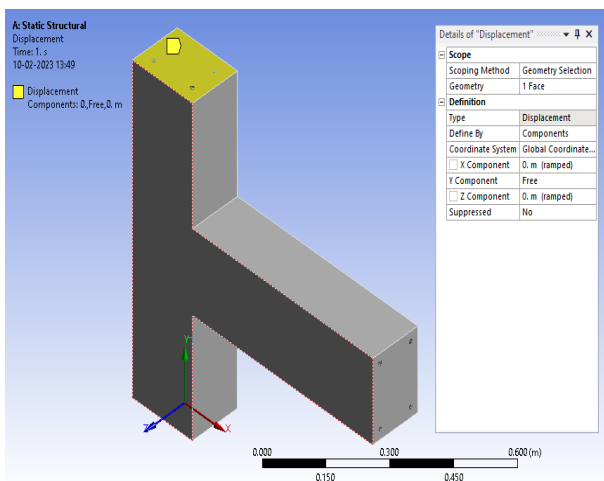 A: Static Structural
Displacement
Time: 1. s
10-02-2023 13:49
Displacement
Components: 0.,Free,0. m
Details of "Displacement"
Scope
Scoping Method Geometry Selection
Geometry 1 Face
Definition
Type Displacement
Define By Components
Coordinate System Global Coordinate...
X Component 0. m (ramped)
Y Component Free
Z Component 0. m (ramped)
Suppressed No
Y
Z
X
0.000 0.300 0.600 (m)
0.150 0.450